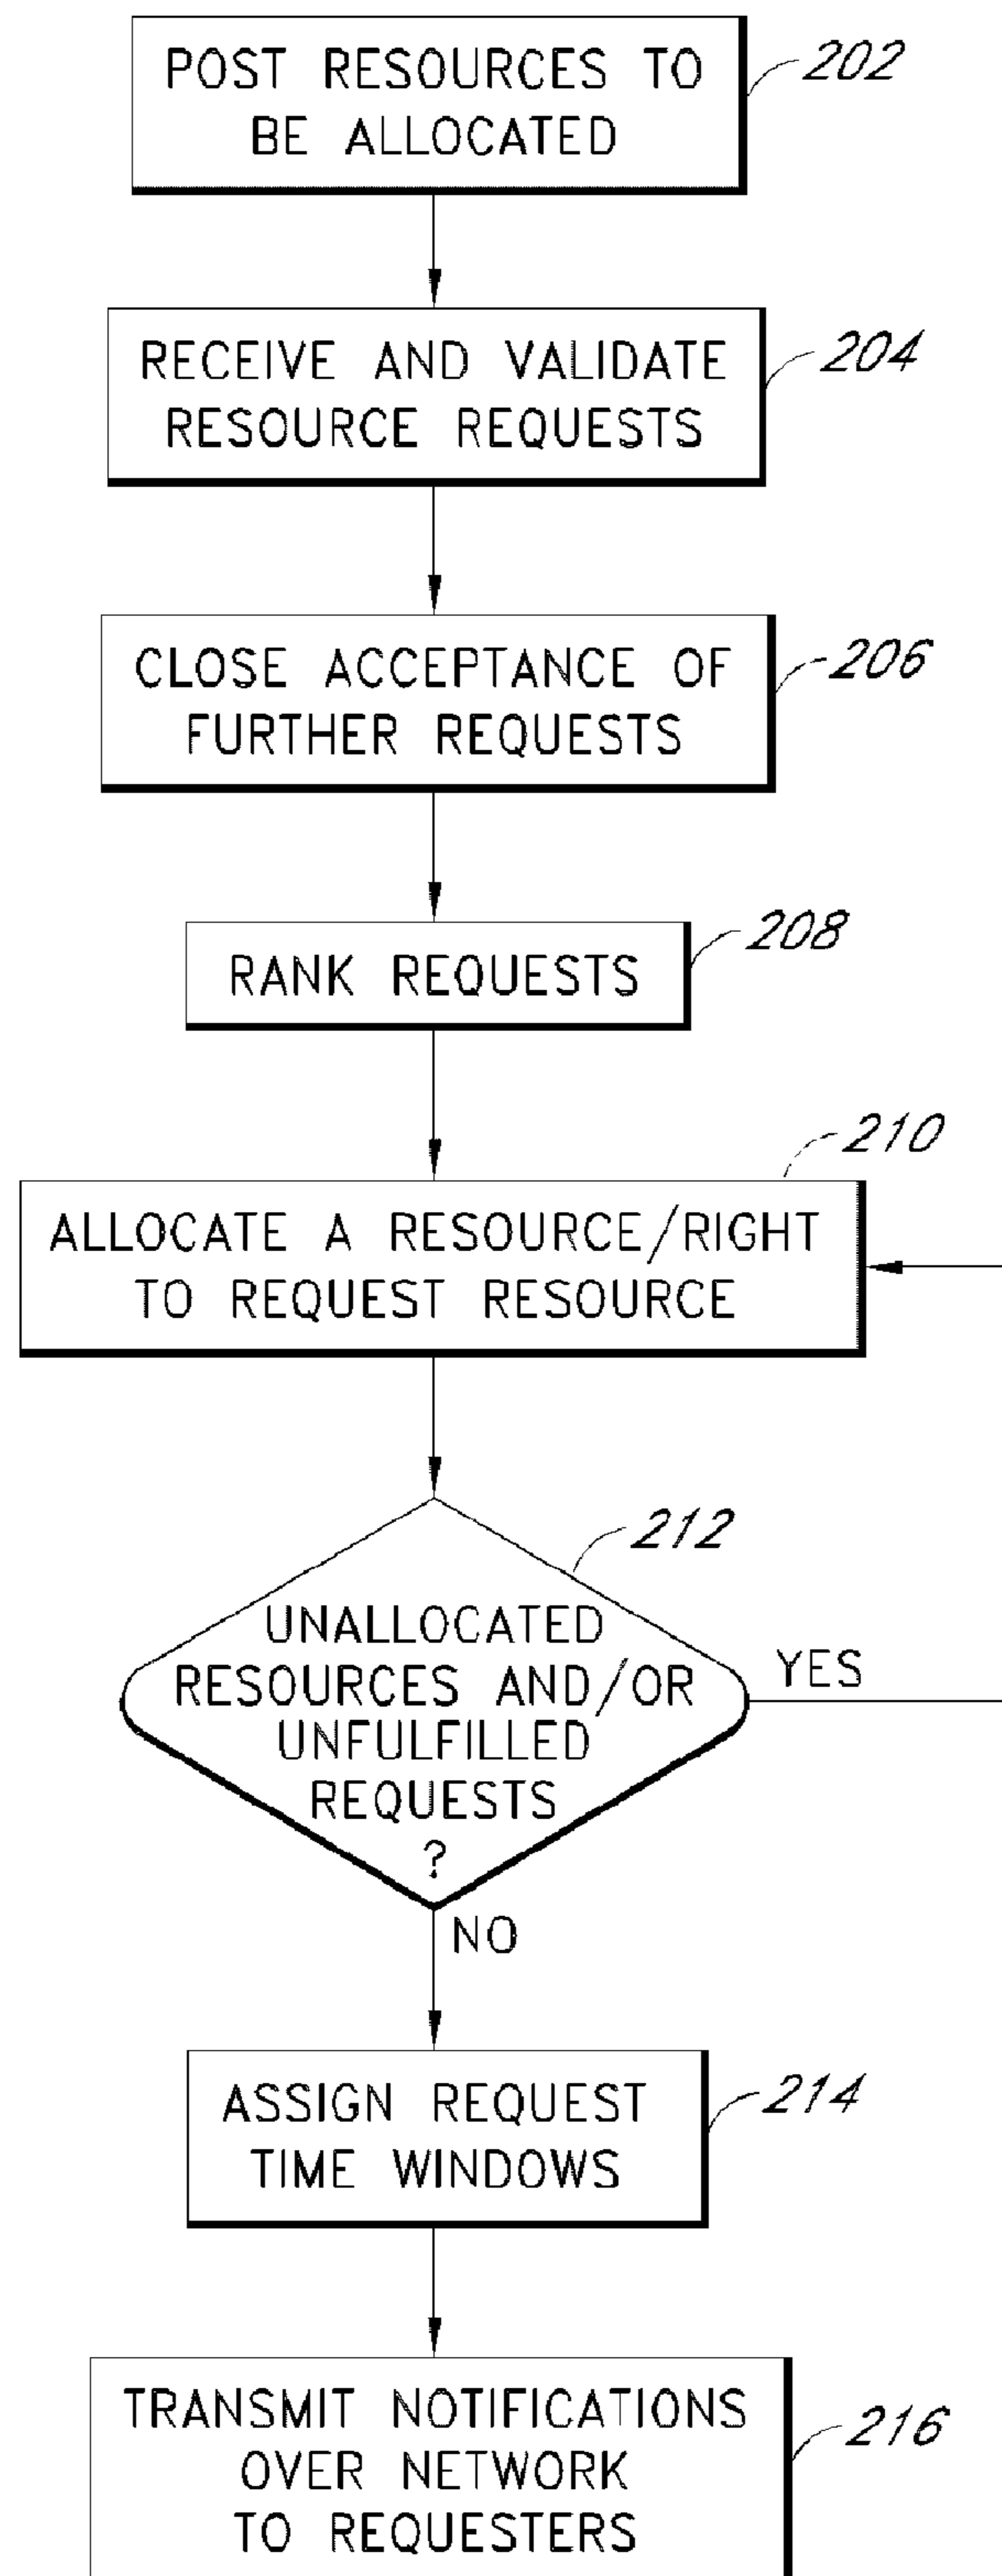 POST RESOURCES TO
BE ALLOCATED
202
RECEIVE AND VALIDATE
RESOURCE REQUESTS
204
CLOSE ACCEPTANCE OF
FURTHER REQUESTS
206
RANK REQUESTS
208
210
ALLOCATE A RESOURCE/RIGHT
TO REQUEST RESOURCE
212
UNALLOCATED
RESOURCES AND/OR
UNFULFILLED
REQUESTS
?
YES
NO
ASSIGN REQUEST
TIME WINDOWS
214
TRANSMIT NOTIFICATIONS
OVER NETWORK
TO REQUESTERS
216